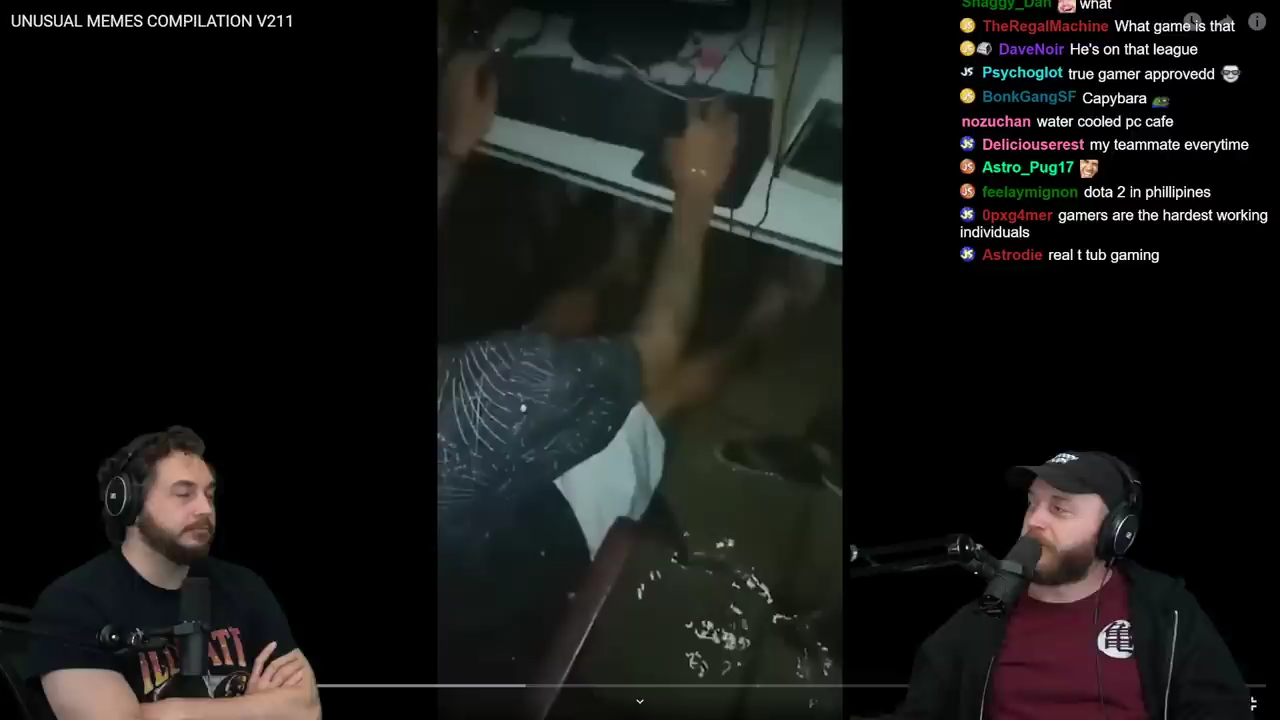 UNUSUAL MEMES COMPILATION V211
Shaggy_Dan what
TheRegalMachine What game is that
DaveNoir He's on that league
Psychoglot true gamer approvedd
BonkGangSF Capybara
nozuchan water cooled pc cafe
Deliciouserest my teammate everytime
Astro_Pug17
feelaymignon dota 2 in phillipines
0pxg4mer gamers are the hardest working
individuals
Astrodie real t tub gaming